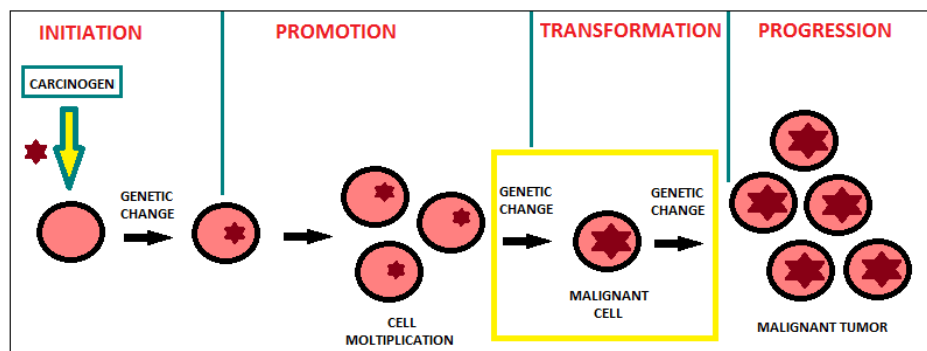 INITIATION
PROMOTION
TRANSFORMATION
PROGRESSION
CARCINOGEN
GENETIC
CHANGE
CELL
MOLTIPLICATION
GENETIC
CHANGE
MALIGNANT
CELL
GENETIC
CHANGE
MALIGNANT TUMOR